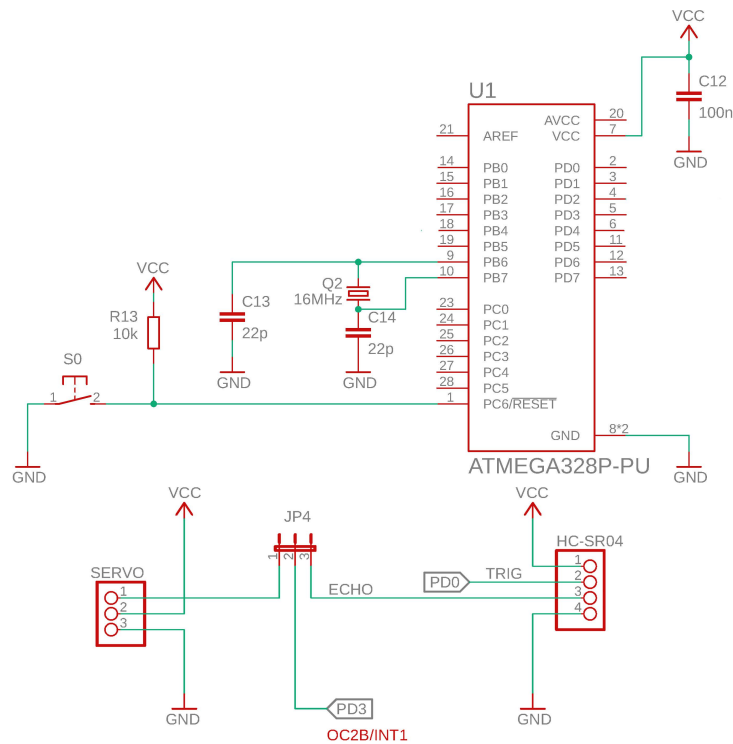 VCC
C12
100n
GND
U1
AVCC 20
VCC 7
21 AREF
14 PB0 PD0 2
15 PB1 PD1 3
16 PB2 PD2 4
17 PB3 PD3 5
18 PB4 PD4 6
19 PB5 PD5 11
9 PB6 PD6 12
10 PB7 PD7 13
23 PC0
24 PC1
25 PC2
26 PC3
27 PC4
28 PC5
1 PC6/RESET
GND 8*2
ATMEGA328P-PU
GND
VCC
R13
10k
S0
1 2
GND
C13
22p
GND
Q2
16MHz
C14
22p
GND
VCC
JP4
1 2 3
SERVO
1
2
3
GND
ECHO
PD3
OC2B/INT1
VCC
HC-SR04
PD0 TRIG
1
2
3
4
GND